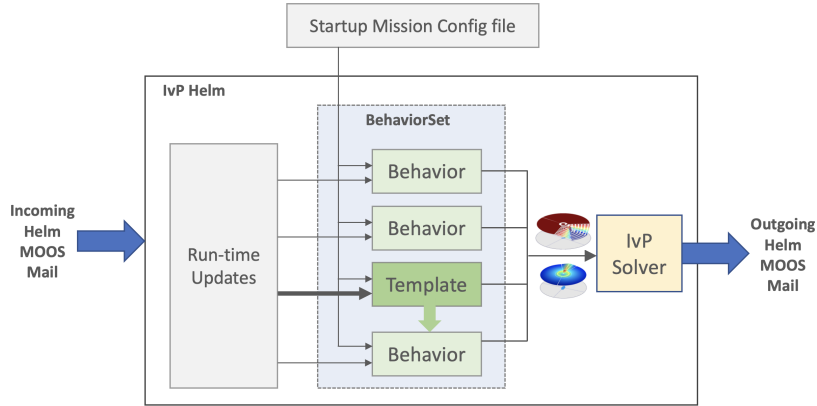 Startup Mission Config file
IvP Helm
BehaviorSet
Behavior
Behavior
Template
Behavior
Run-time
Updates
Incoming
Helm
MOOS
Mail
IvP
Solver
Outgoing
Helm
MOOS
Mail